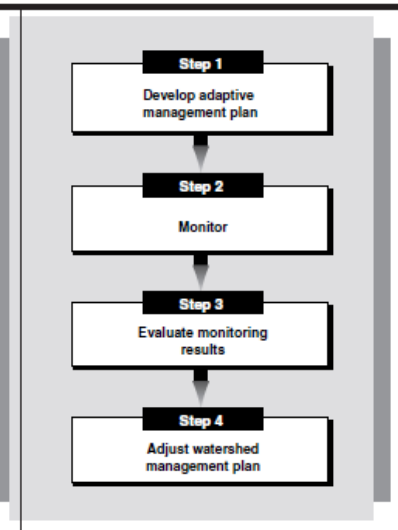 Step 1
Develop adaptive
management plan
Step 2
Monitor
Step 3
Evaluate monitoring
results
Step 4
Adjust watershed
management plan